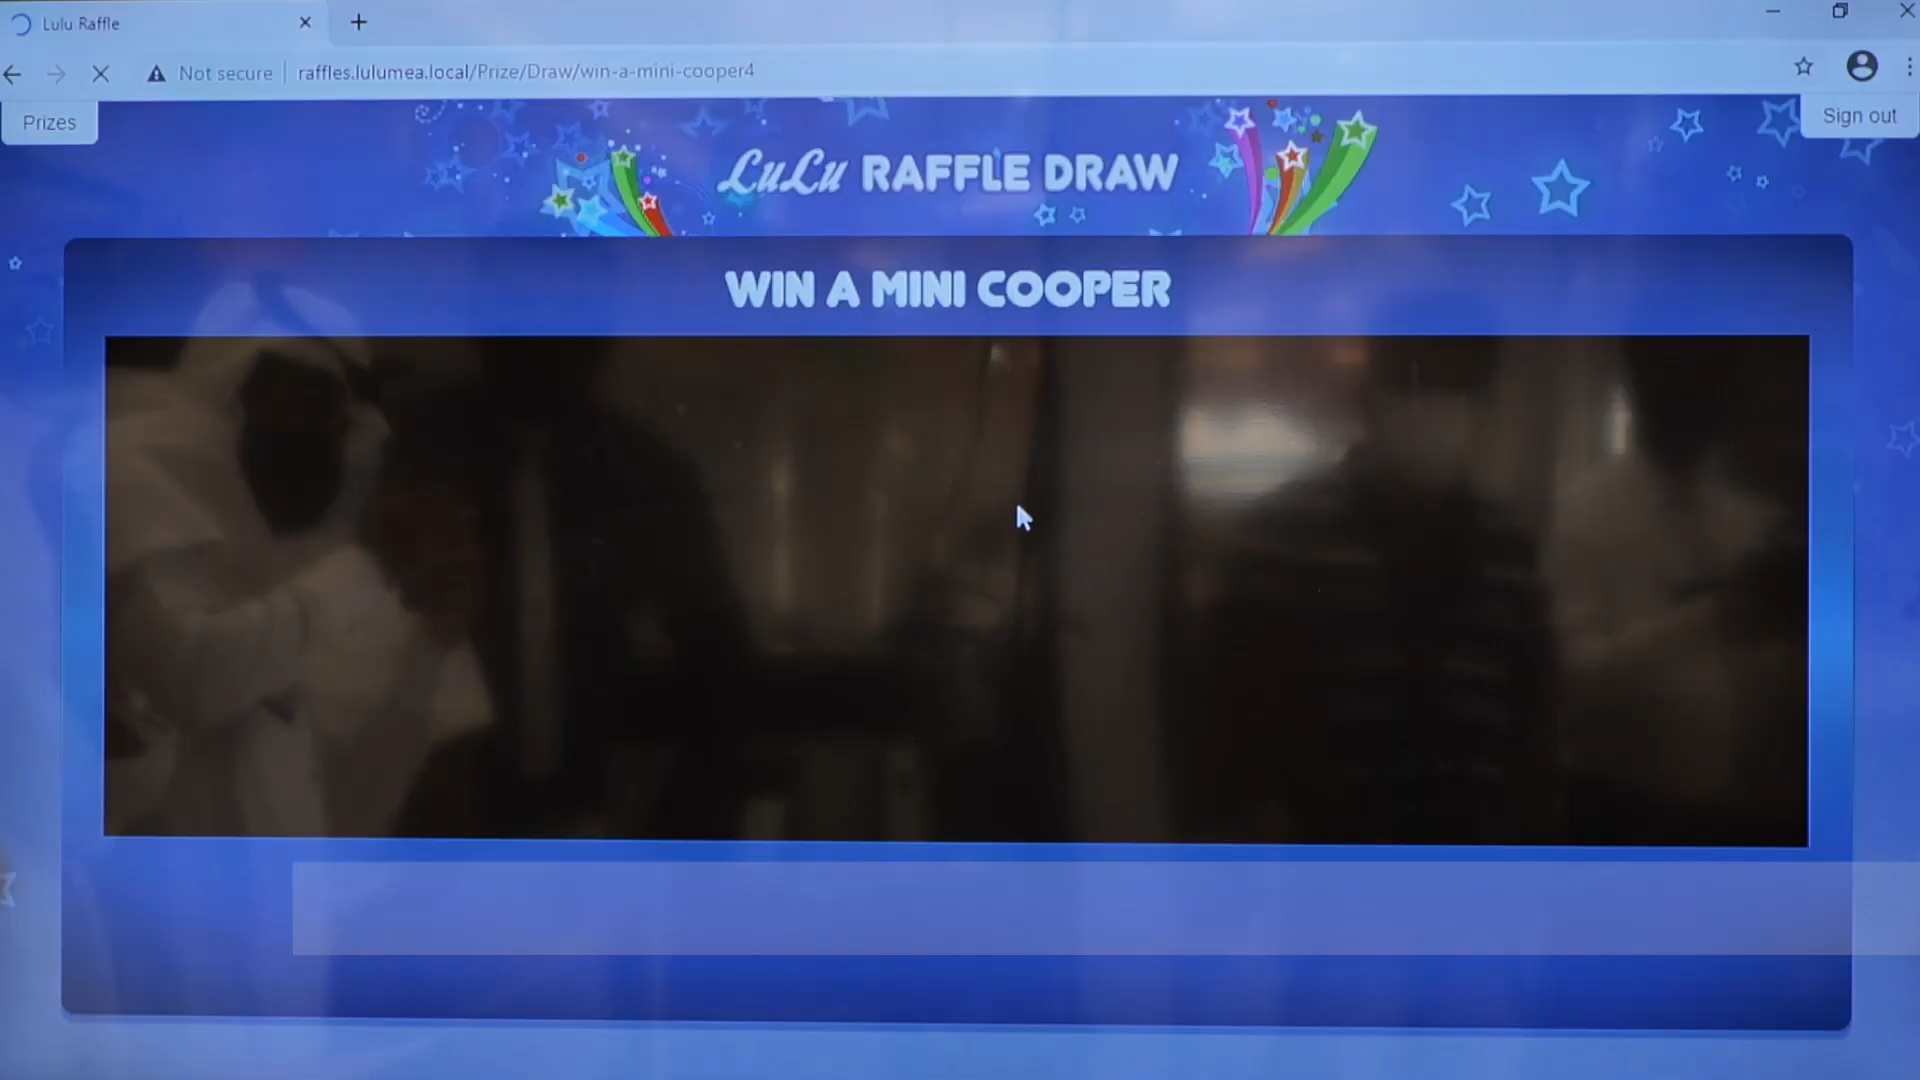 Lulu Raffle
Not secure raffles.lulumea.local/Prize/Draw/win-a-mini-cooper4
Prizes
Sign out
LuLu RAFFLE DRAW
WIN A MINI COOPER